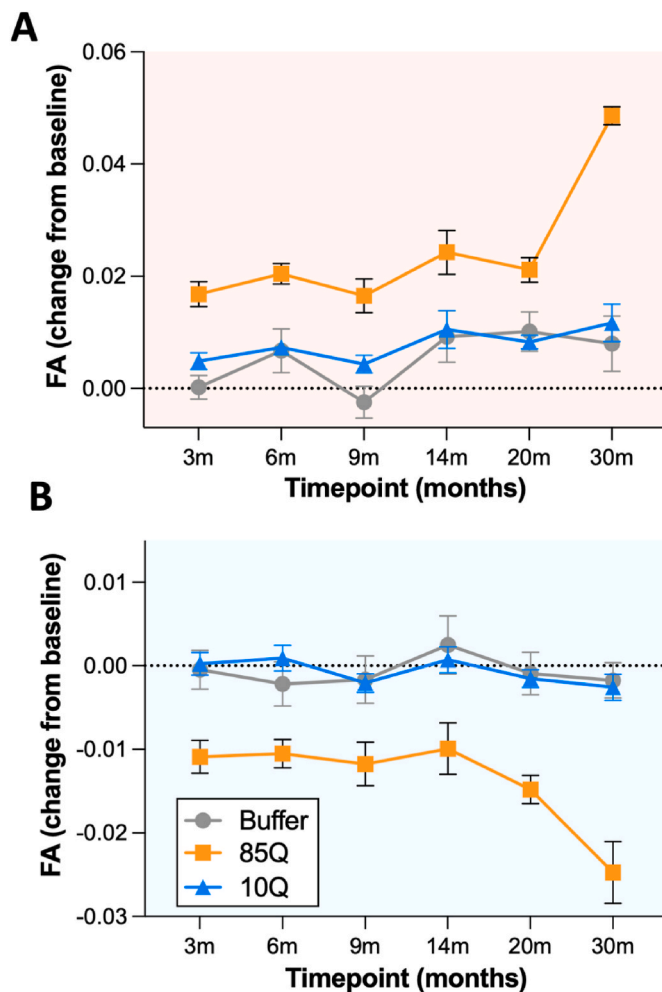 A
FA (change from baseline)
0.06
0.04
0.02
0.00
3m 6m 9m 14m 20m 30m
Timepoint (months)
B
FA (change from baseline)
0.01
0.00
-0.01
-0.02
-0.03
Buffer
85Q
10Q
3m 6m 9m 14m 20m 30m
Timepoint (months)